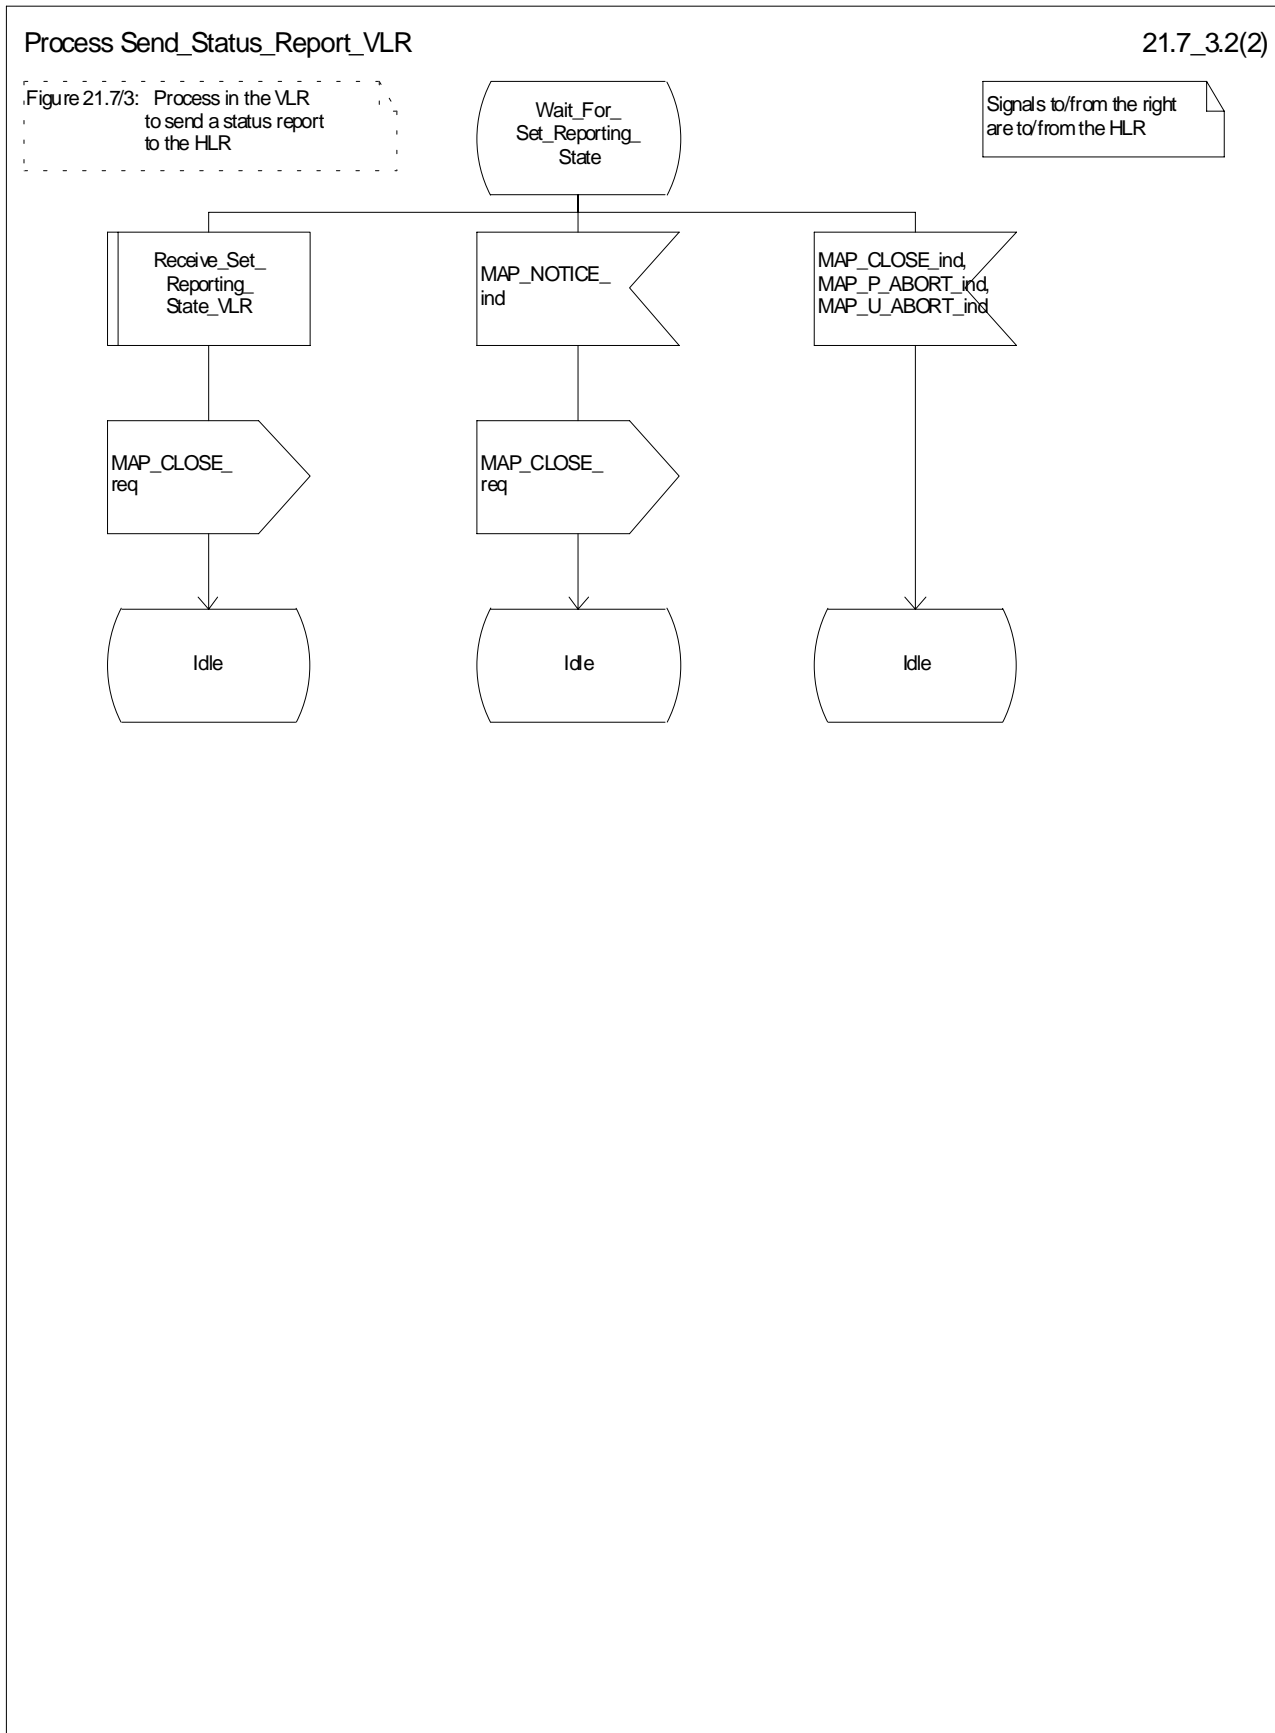 Process Send_Status_Report_VLR
21.7_3.2(2)
Figure 21.7/3: Process in the VLR
to send a status report
to the HLR
Wait_For_
Set_Reporting_
State
Signals to/from the right
are to/from the HLR
Receive_Set_
Reporting_
State_VLR
MAP_NOTICE_
ind
MAP_CLOSE_ind,
MAP_P_ABORT_ind,
MAP_U_ABORT_ind
MAP_CLOSE_
req
MAP_CLOSE_
req
Idle
Idle
Idle